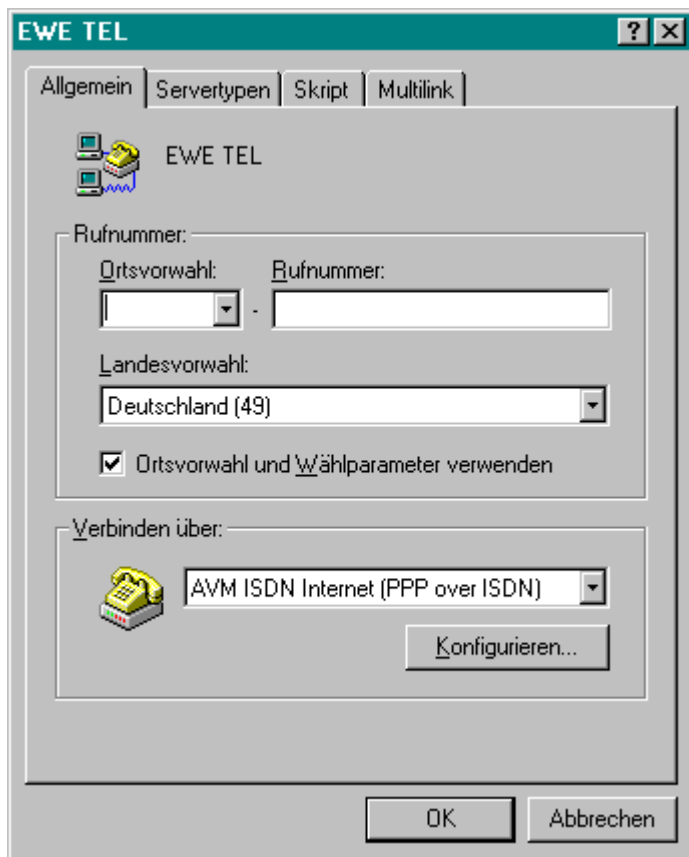 EWE TEL
Allgemein Servertypen Skript Multilink
EWE TEL
Rufnummer:
Ortsvorwahl: Rufnummer:
-
Landesvorwahl:
Deutschland (49)
Ortsvorwahl und Wählparameter verwenden
Verbinden über:
AVM ISDN Internet (PPP over ISDN)
Konfigurieren...
OK Abbrechen